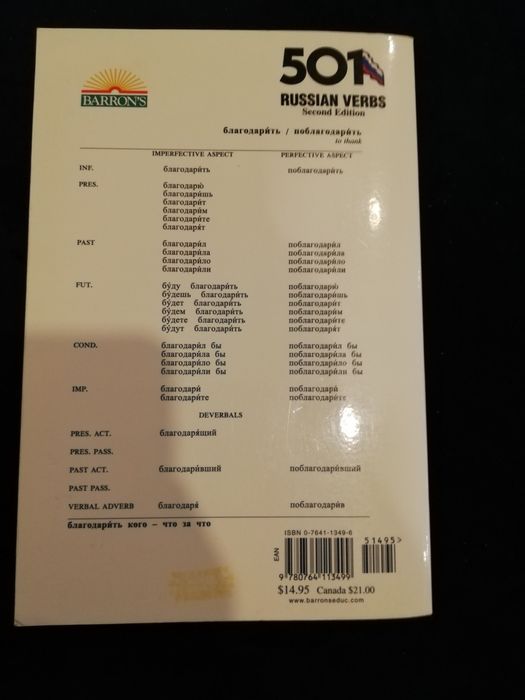 BARRON'S
501
RUSSIAN VERBS
Second Edition
благодари́ть / поблагодари́ть
to thank
IMPERFECTIVE ASPECT PERFECTIVE ASPECT
INF. благодари́ть поблагодари́ть
PRES. благодарю́
благодари́шь
благодари́т
благодари́м
благодари́те
благодаря́т
PAST благодари́л поблагодари́л
благодари́ла поблагодари́ла
благодари́ло поблагодари́ло
благодари́ли поблагодари́ли
FUT. бу́ду благодари́ть поблагодарю́
бу́дешь благодари́ть поблагодари́шь
бу́дет благодари́ть поблагодари́т
бу́дем благодари́ть поблагодари́м
бу́дете благодари́ть поблагодари́те
бу́дут благодари́ть поблагодаря́т
COND. благодари́л бы поблагодари́л бы
благодари́ла бы поблагодари́ла бы
благодари́ло бы поблагодари́ло бы
благодари́ли бы поблагодари́ли бы
IMP. благодари́ поблагодари́
благодари́те поблагодари́те
DEVERBALS
PRES. ACT. благодаря́щий
PRES. PASS.
PAST ACT. благодари́вший поблагодари́вший
PAST PASS.
VERBAL ADVERB благодаря́ поблагодари́в
благодари́ть кого – что за что
ISBN 0-7641-1349-6
EAN
51495>
9 780764 113499
$14.95 Canada $21.00
www.barronseduc.com